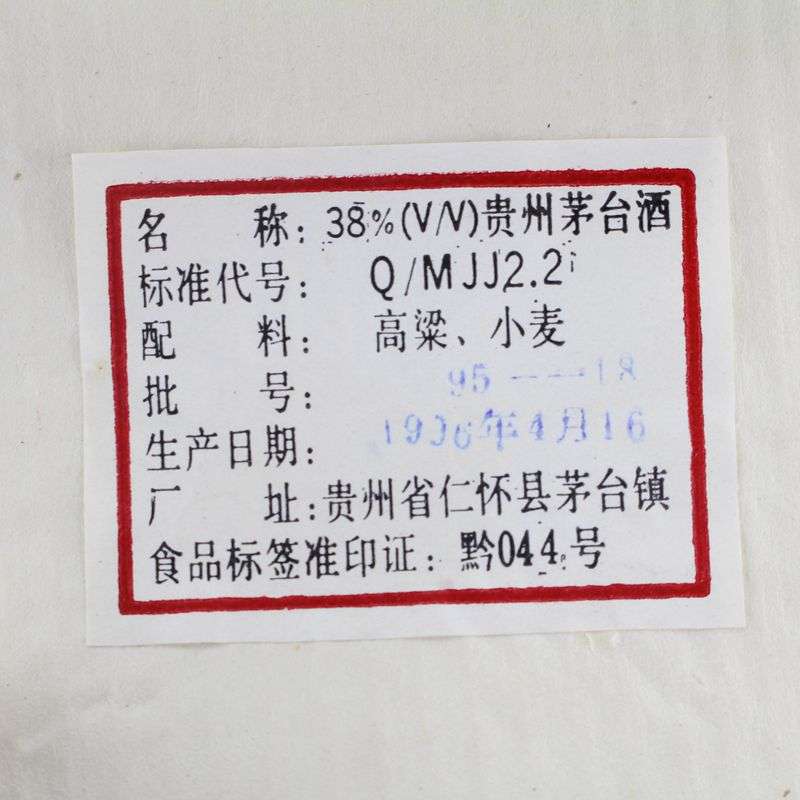 名 称：38%(V/V)贵州茅台酒
标准代号： Q/MJJ2.2
配 料： 高粱、小麦
批 号： 95----18
生产日期： 1996年4月16
厂 址：贵州省仁怀县茅台镇
食品标签准印证：黔044号